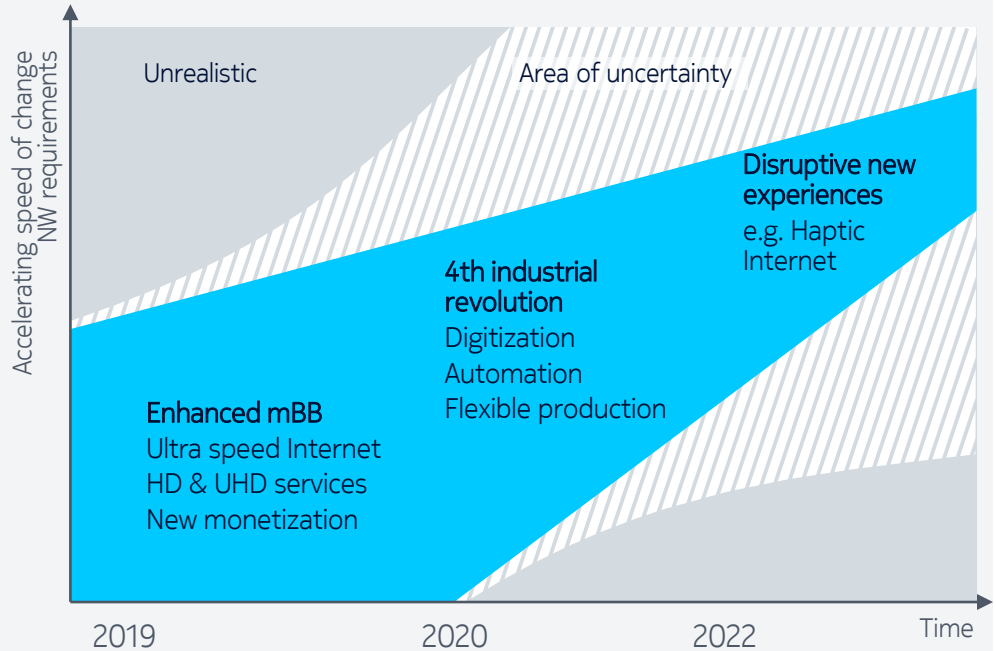 Accelerating speed of change
NW requirements
Unrealistic
Area of uncertainty
Disruptive new
experiences
e.g. Haptic
Internet
4th industrial
revolution
Digitization
Automation
Flexible production
Enhanced mBB
Ultra speed Internet
HD & UHD services
New monetization
2019
2020
2022
Time